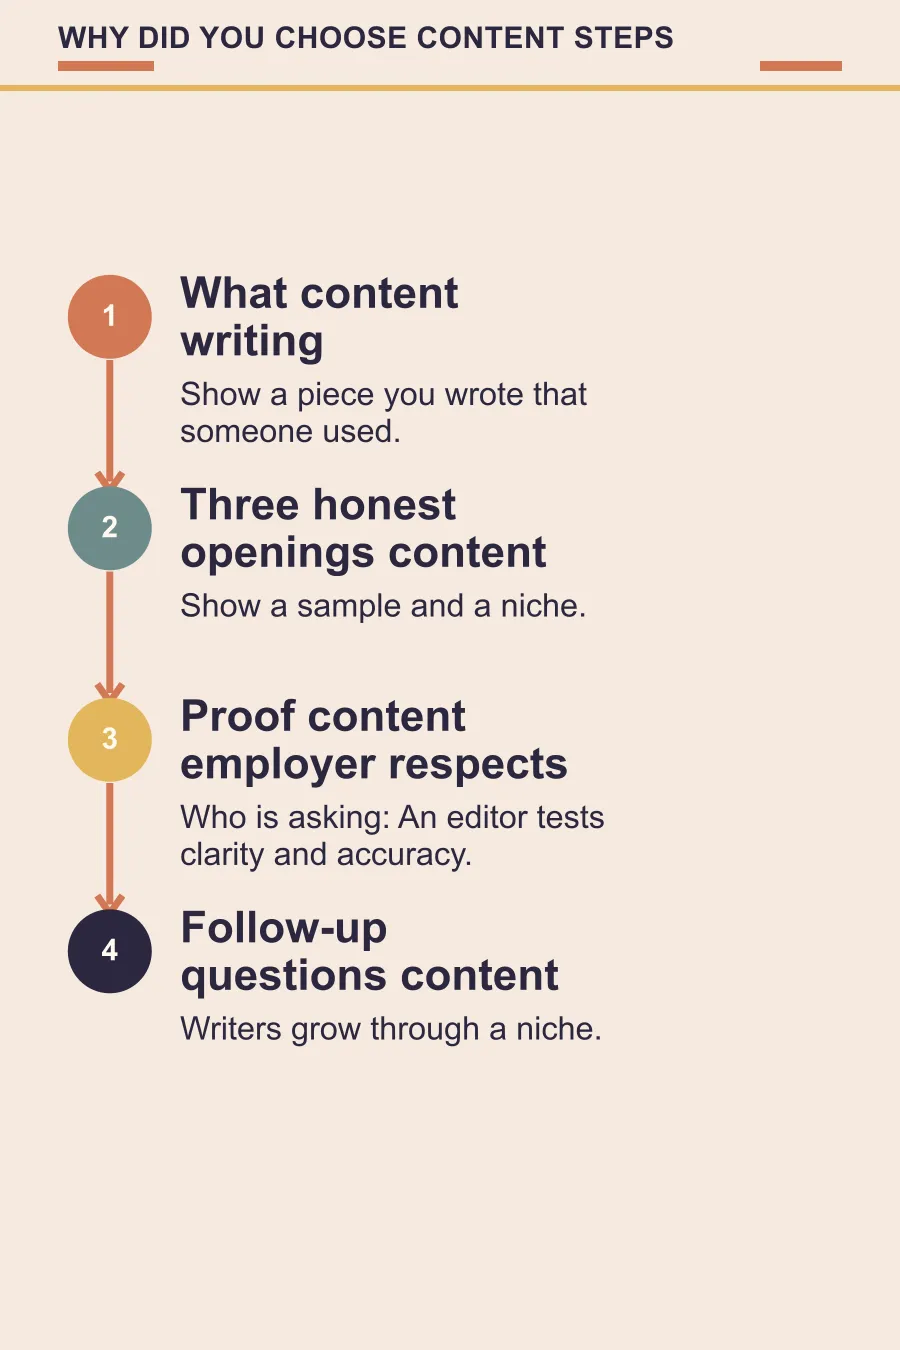 WHY DID YOU CHOOSE CONTENT STEPS
1
What content
writing
Show a piece you wrote that
someone used.
2
Three honest
openings content
Show a sample and a niche.
3
Proof content
employer respects
Who is asking: An editor tests
clarity and accuracy.
4
Follow-up
questions content
Writers grow through a niche.